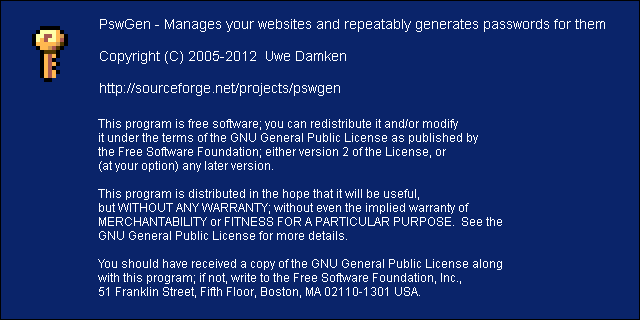 PswGen - Manages your websites and repeatably generates passwords for them
Copyright (C) 2005-2012  Uwe Damken
http://sourceforge.net/projects/pswgen
This program is free software; you can redistribute it and/or modify
it under the terms of the GNU General Public License as published by
the Free Software Foundation; either version 2 of the License, or
(at your option) any later version.
This program is distributed in the hope that it will be useful,
but WITHOUT ANY WARRANTY; without even the implied warranty of
MERCHANTABILITY or FITNESS FOR A PARTICULAR PURPOSE.  See the
GNU General Public License for more details.
You should have received a copy of the GNU General Public License along
with this program; if not, write to the Free Software Foundation, Inc.,
51 Franklin Street, Fifth Floor, Boston, MA 02110-1301 USA.